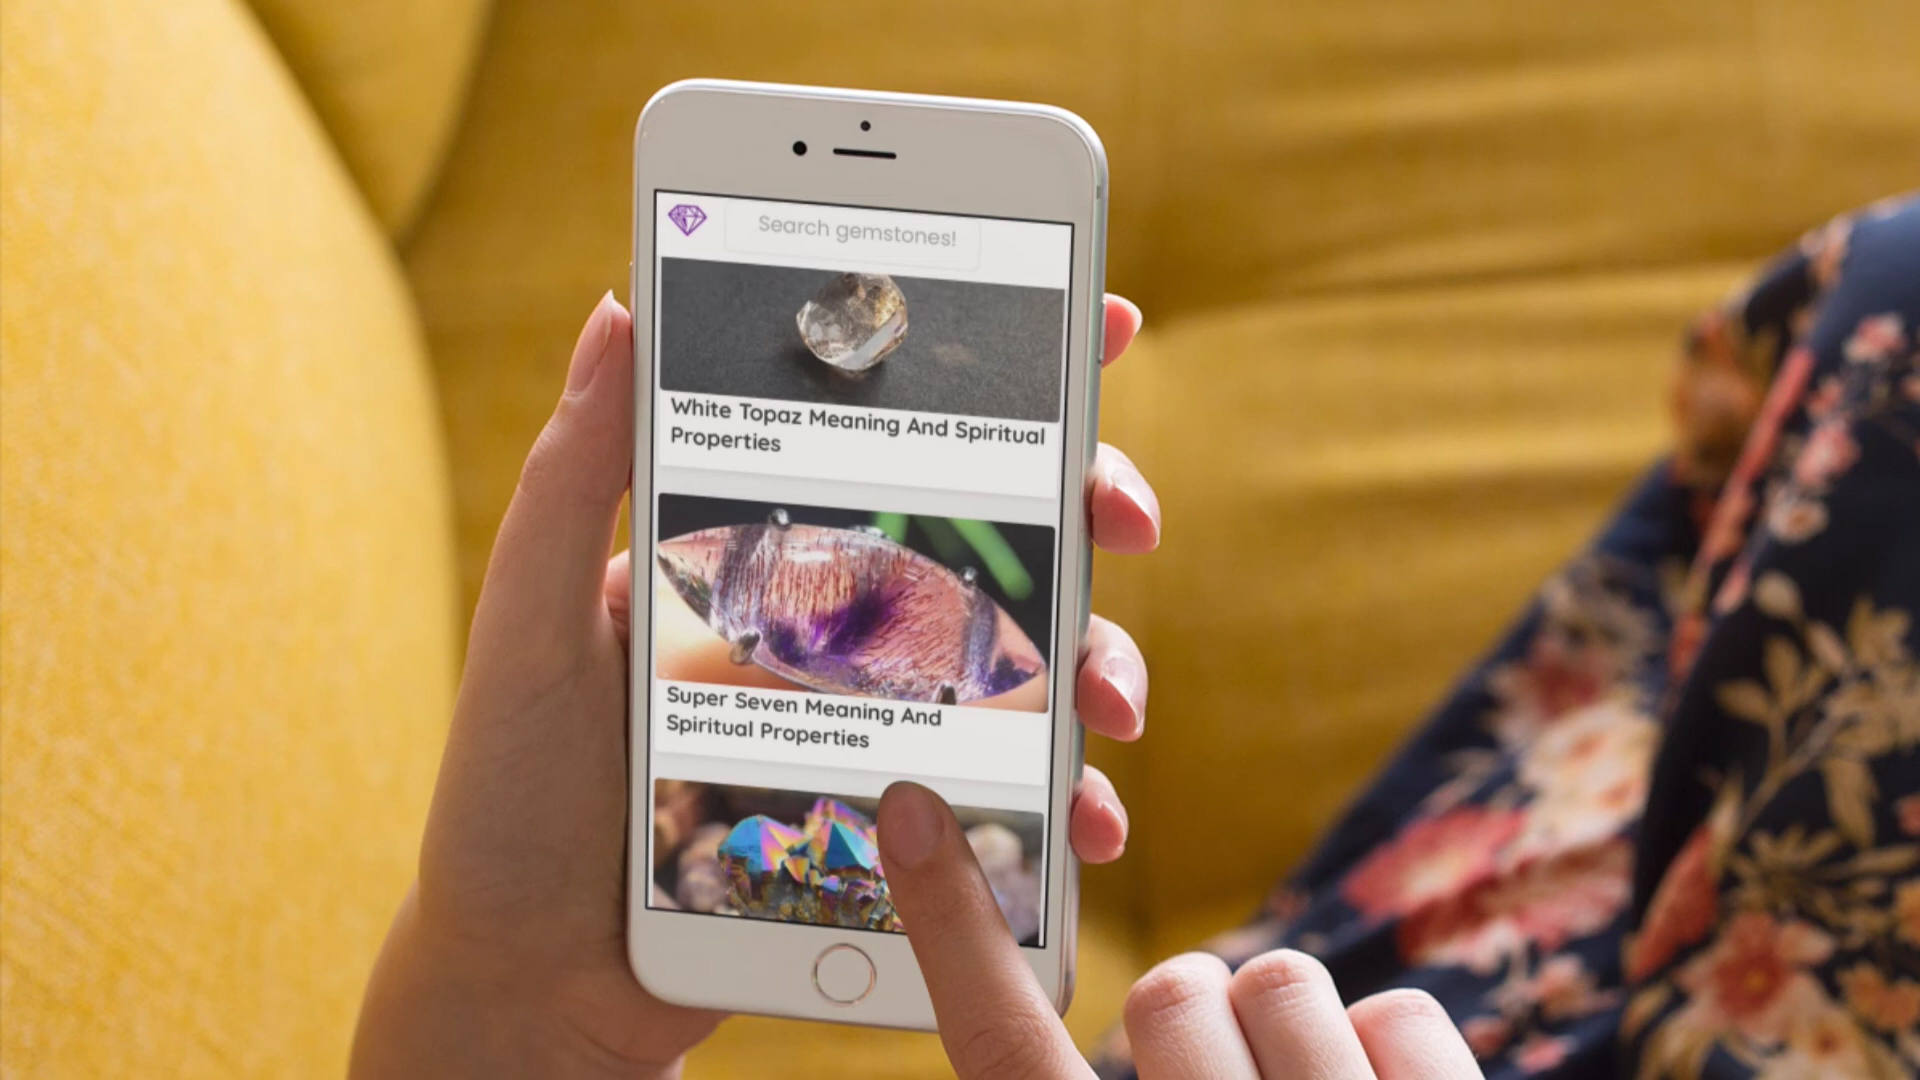 Search gemstones!
White Topaz Meaning And Spiritual
Properties
Super Seven Meaning And
Spiritual Properties